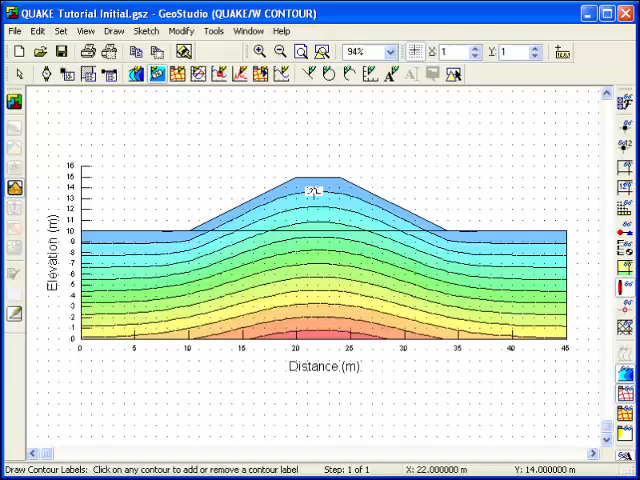 QUAKE Tutorial Initial.gsz - GeoStudio (QUAKE/W CONTOUR)
File Edit Set View Draw Sketch Modify Tools Window Help
94% X: 1 Y: 1
16
15
14
13
12
11
10
9
8
7
6
5
4
3
2
1
0
Elevation (m)
0 5 10 15 20 25 30 35 40 45
Distance (m)
Draw Contour Labels: Click on any contour to add or remove a contour label Step: 1 of 1 X: 22.000000 m Y: 14.000000 m